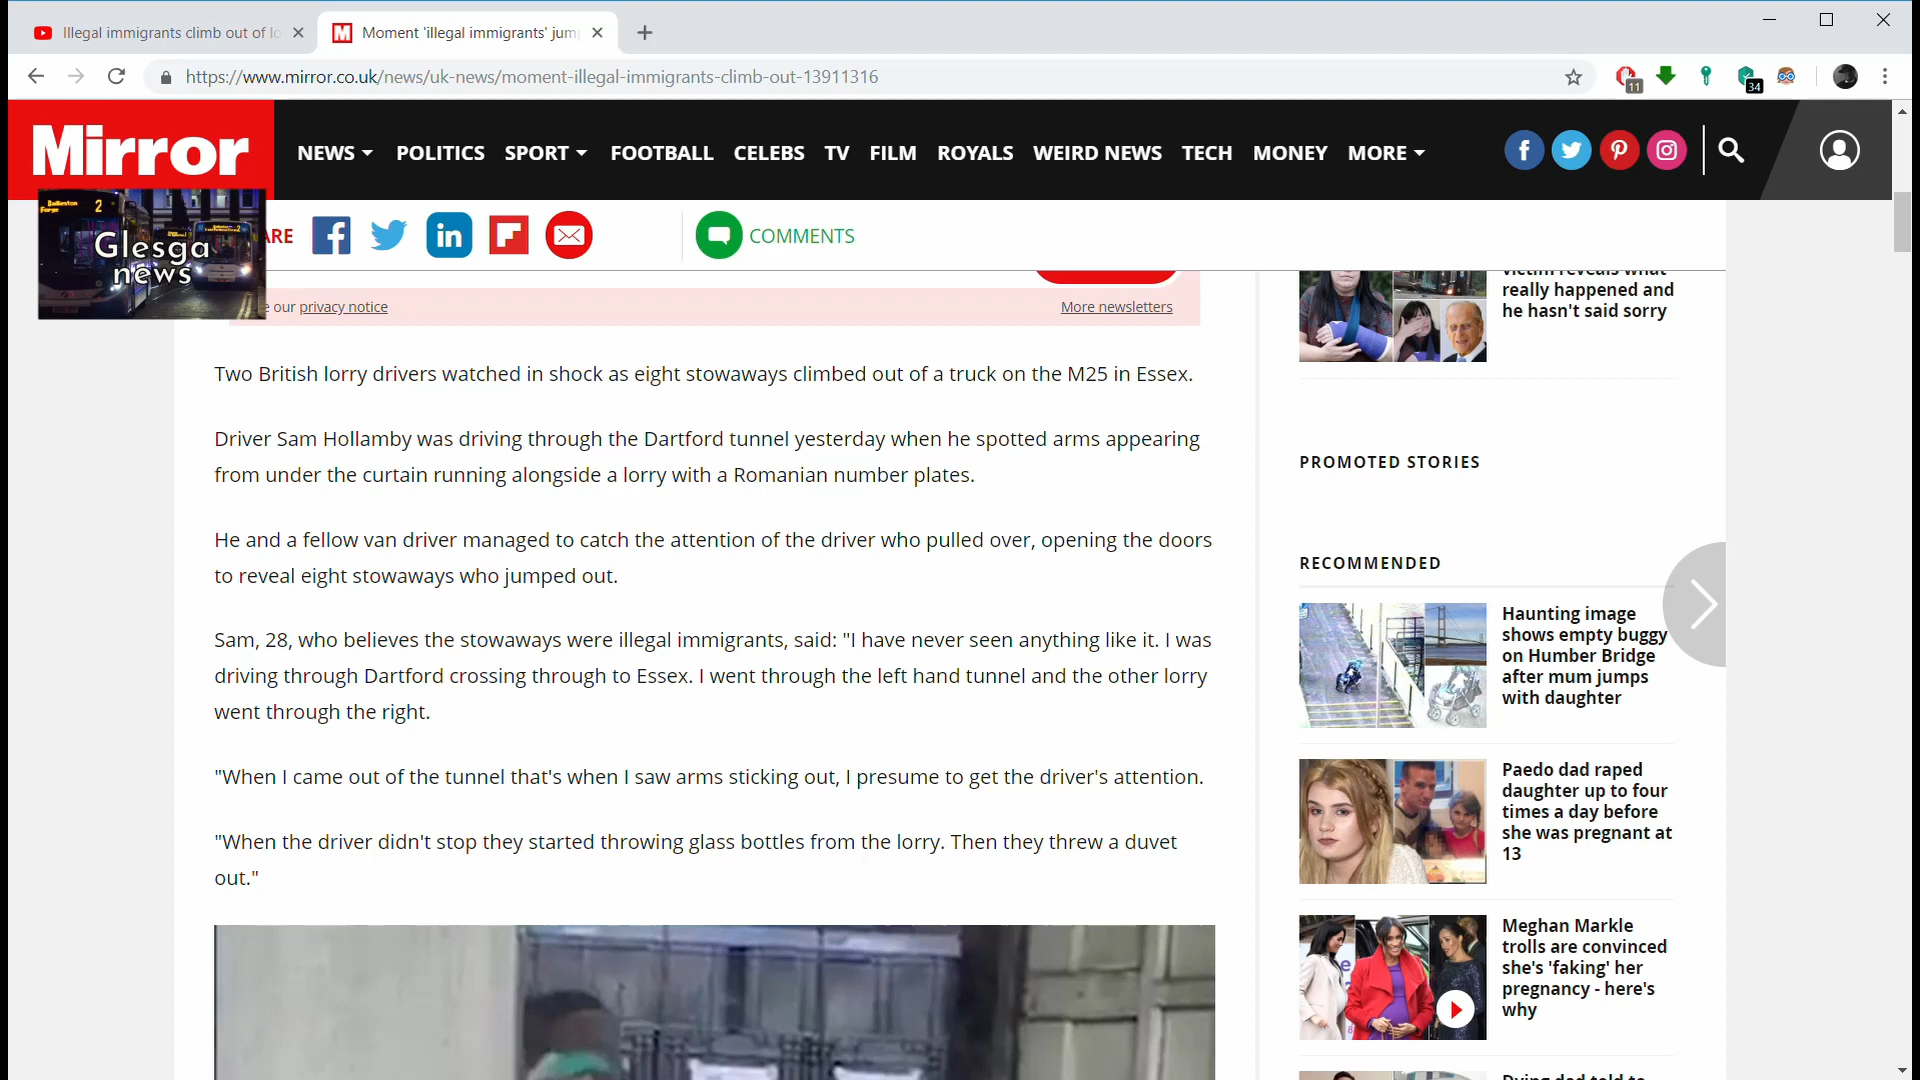 Illegal immigrants climb out of lo
Moment 'illegal immigrants' jum
https://www.mirror.co.uk/news/uk-news/moment-illegal-immigrants-climb-out-13911316
11
34
Mirror
NEWS
POLITICS
SPORT
FOOTBALL
CELEBS
TV
FILM
ROYALS
WEIRD NEWS
TECH
MONEY
MORE
Baillieston
2
Glesga
news
ARE
COMMENTS
e our privacy notice
More newsletters
Two British lorry drivers watched in shock as eight stowaways climbed out of a truck on the M25 in Essex.
Driver Sam Hollamby was driving through the Dartford tunnel yesterday when he spotted arms appearing
from under the curtain running alongside a lorry with a Romanian number plates.
He and a fellow van driver managed to catch the attention of the driver who pulled over, opening the doors
to reveal eight stowaways who jumped out.
Sam, 28, who believes the stowaways were illegal immigrants, said: "I have never seen anything like it. I was
driving through Dartford crossing through to Essex. I went through the left hand tunnel and the other lorry
went through the right.
"When I came out of the tunnel that's when I saw arms sticking out, I presume to get the driver's attention.
"When the driver didn't stop they started throwing glass bottles from the lorry. Then they threw a duvet
out."
victim reveals what
really happened and
he hasn't said sorry
PROMOTED STORIES
RECOMMENDED
Haunting image
shows empty buggy
on Humber Bridge
after mum jumps
with daughter
Paedo dad raped
daughter up to four
times a day before
she was pregnant at
13
Meghan Markle
trolls are convinced
she's 'faking' her
pregnancy - here's
why
Dying dad told to